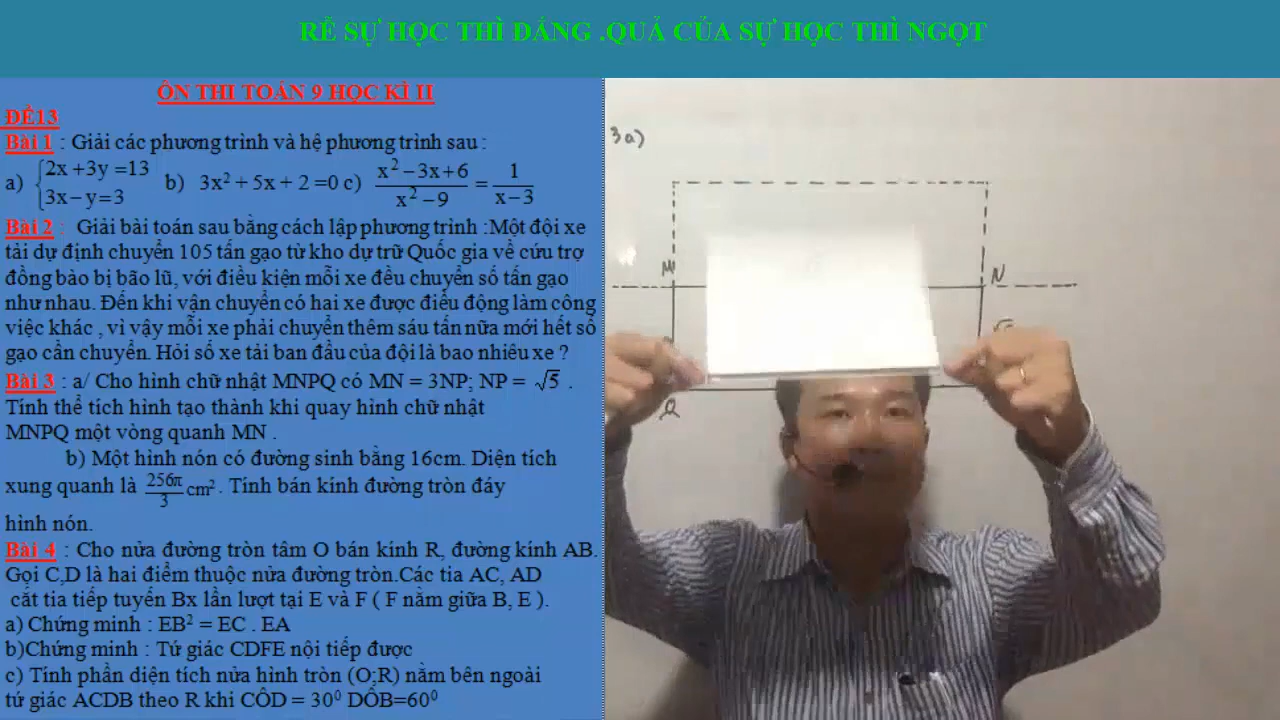 RỄ SỰ HỌC THÌ ĐẮNG .QUẢ CỦA SỰ HỌC THÌ NGỌT
ÔN THI TOÁN 9 HỌC KÌ II
ĐỀ13
Bài 1 : Giải các phương trình và hệ phương trình sau :
a) {2x +3y =13 3x – y = 3 b) 3x² + 5x + 2 =0 c) (x² – 3x + 6)/(x² – 9) = 1/(x – 3)
Bài 2 : Giải bài toán sau bằng cách lập phương trình :Một đội xe
tải dự định chuyển 105 tấn gạo từ kho dự trữ Quốc gia về cứu trợ
đồng bào bị bão lũ, với điều kiện mỗi xe đều chuyển số tấn gạo
như nhau. Đến khi vận chuyển có hai xe được điều động làm công
việc khác , vì vậy mỗi xe phải chuyển thêm sáu tấn nữa mới hết số
gạo cần chuyển. Hỏi số xe tải ban đầu của đội là bao nhiêu xe ?
Bài 3 : a/ Cho hình chữ nhật MNPQ có MN = 3NP; NP = √5 .
Tính thể tích hình tạo thành khi quay hình chữ nhật
MNPQ một vòng quanh MN .
b) Một hình nón có đường sinh bằng 16cm. Diện tích
xung quanh là 256π/3 cm² . Tính bán kính đường tròn đáy
hình nón.
Bài 4 : Cho nửa đường tròn tâm O bán kính R, đường kính AB.
Gọi C,D là hai điểm thuộc nửa đường tròn.Các tia AC, AD
cắt tia tiếp tuyến Bx lần lượt tại E và F ( F nằm giữa B, E ).
a) Chứng minh : EB² = EC . EA
b)Chứng minh : Tứ giác CDFE nội tiếp được
c) Tính phần diện tích nửa hình tròn (O;R) nằm bên ngoài
tứ giác ACDB theo R khi CÔD = 30⁰ DÔB=60⁰
3a)
M N
Q